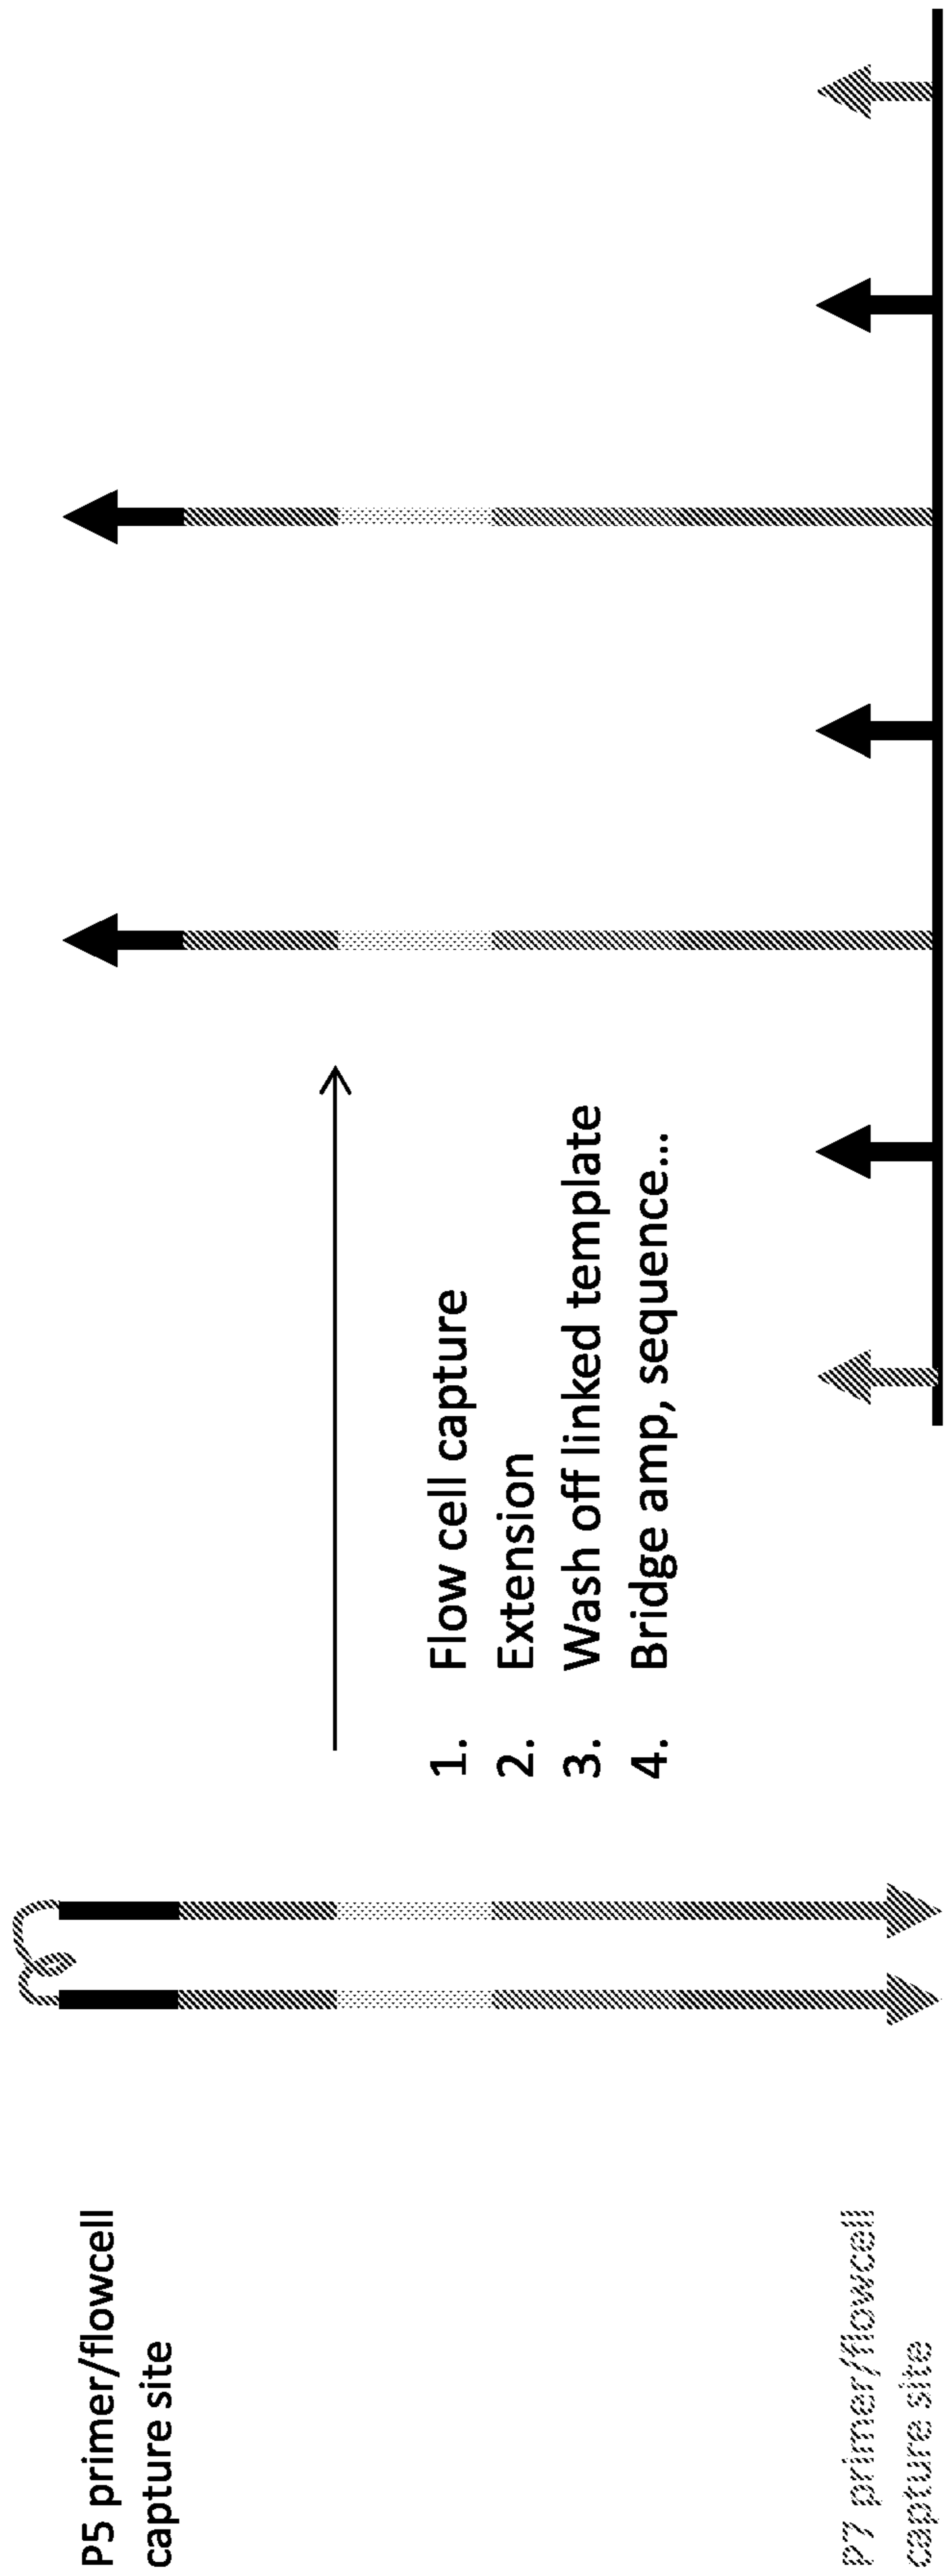 P5 primer/flowcell
capture site
P7 primer/flowcell
capture site
1. Flow cell capture
2. Extension
3. Wash off linked template
4. Bridge amp, sequence...